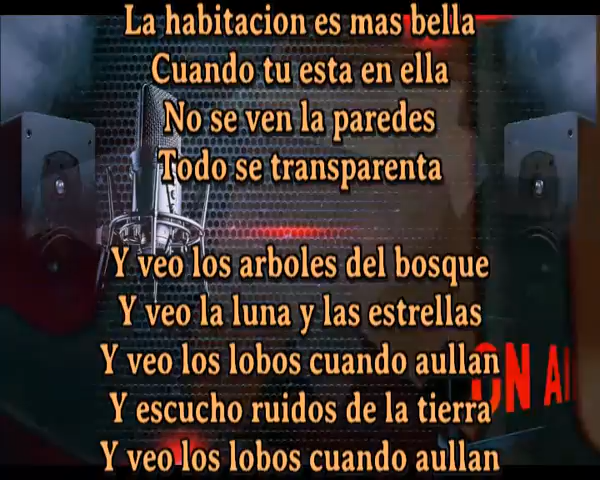 La habitacion es mas bella
Cuando tu esta en ella
No se ven la paredes
Todo se transparenta
Y veo los arboles del bosque
Y veo la luna y las estrellas
Y veo los lobos cuando aullan
Y escucho ruidos de la tierra
Y veo los lobos cuando aullan
ON AI